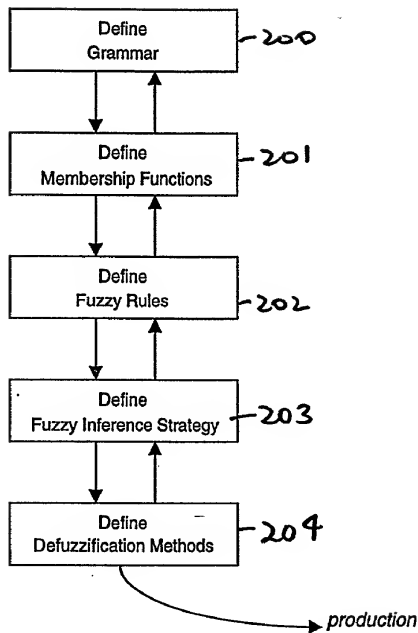 Define
Grammar
200
Define
Membership Functions
201
Define
Fuzzy Rules
202
Define
Fuzzy Inference Strategy
203
Define
Defuzzification Methods
204
production